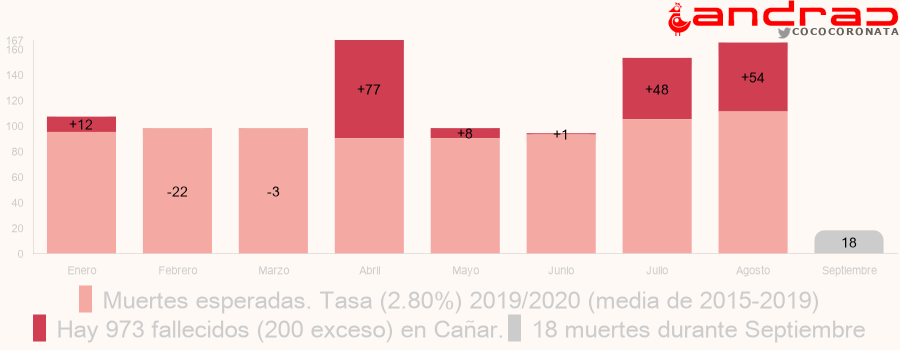 andrac
COCOCORONATA
167
160
140
120
100
80
60
40
20
0
+12
-22
-3
+77
+8
+1
+48
+54
18
Enero
Febrero
Marzo
Abril
Mayo
Junio
Julio
Agosto
Septiembre
Muertes esperadas. Tasa (2.80%) 2019/2020 (media de 2015-2019)
Hay 973 fallecidos (200 exceso) en Cañar. 18 muertes durante Septiembre